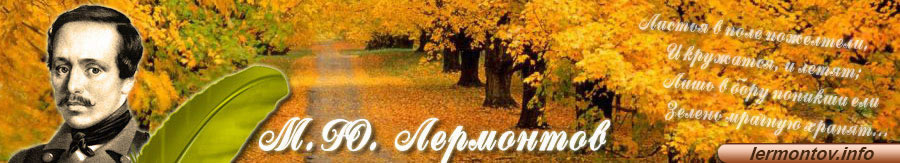 Листья в поле пожелтели,
И кружатся, и летят;
Лишь в бору поникши ели
Зелень мрачную хранят...
М.Ю. Лермонтов
lermontov.info